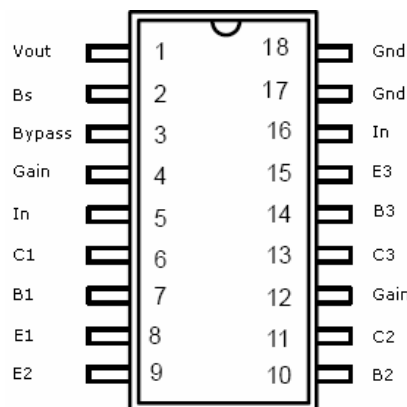 Vout 1 18 Gnd
Bs 2 17 Gnd
Bypass 3 16 In
Gain 4 15 E3
In 5 14 B3
C1 6 13 C3
B1 7 12 Gain
E1 8 11 C2
E2 9 10 B2